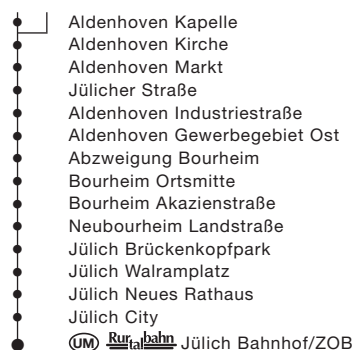 Aldenhoven Kapelle
Aldenhoven Kirche
Aldenhoven Markt
Jülicher Straße
Aldenhoven Industriestraße
Aldenhoven Gewerbegebiet Ost
Abzweigung Bourheim
Bourheim Ortsmitte
Bourheim Akazienstraße
Neubourheim Landstraße
Jülich Brückenkopfpark
Jülich Walramplatz
Jülich Neues Rathaus
Jülich City
UM Rurtalbahn Jülich Bahnhof/ZOB